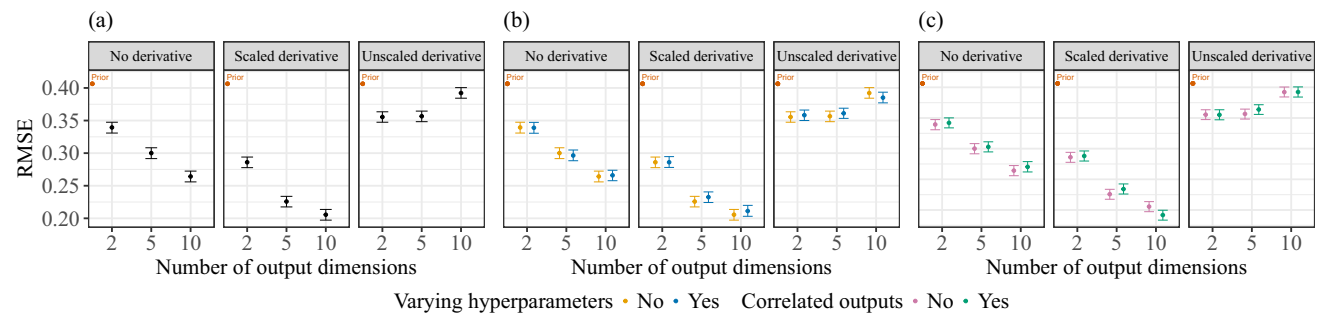 (a) (b) (c)
No derivative Scaled derivative Unscaled derivative No derivative Scaled derivative Unscaled derivative No derivative Scaled derivative Unscaled derivative
Prior Prior Prior Prior Prior Prior Prior Prior Prior
0.40
0.35
0.30
0.25
0.20
RMSE
2 5 10 2 5 10 2 5 10 2 5 10 2 5 10 2 5 10 2 5 10 2 5 10 2 5 10
Number of output dimensions Number of output dimensions Number of output dimensions
Varying hyperparameters No Yes Correlated outputs No Yes